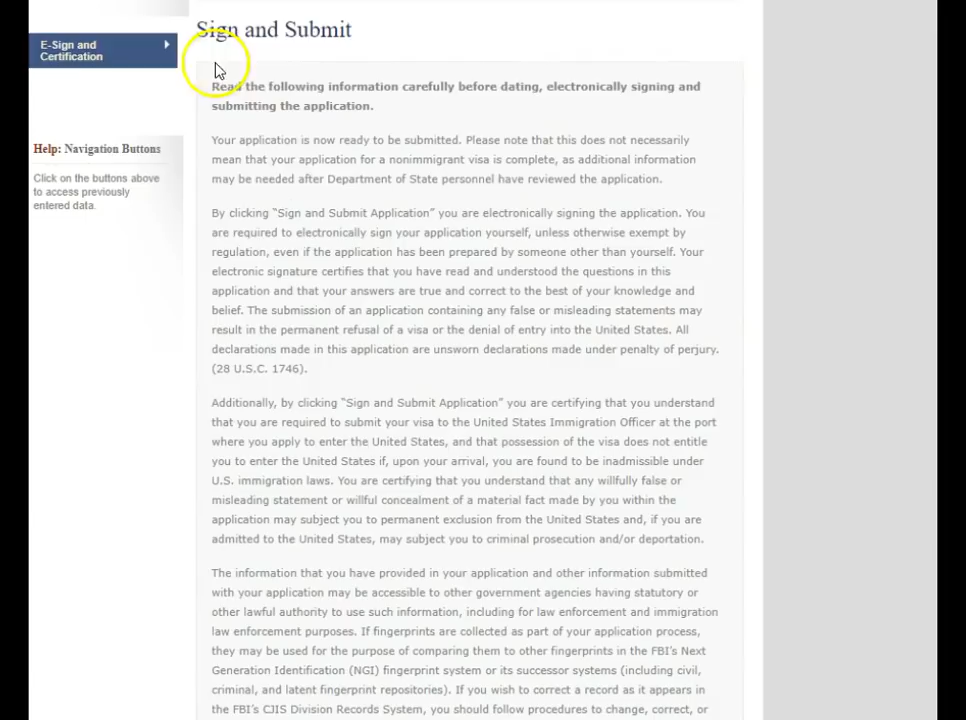 Sign and Submit
E-Sign and
Certification
Help: Navigation Buttons
Click on the buttons above
to access previously
entered data.
Read the following information carefully before dating, electronically signing and
submitting the application.
Your application is now ready to be submitted. Please note that this does not necessarily
mean that your application for a nonimmigrant visa is complete, as additional information
may be needed after Department of State personnel have reviewed the application.
By clicking “Sign and Submit Application” you are electronically signing the application. You
are required to electronically sign your application yourself, unless otherwise exempt by
regulation, even if the application has been prepared by someone other than yourself. Your
electronic signature certifies that you have read and understood the questions in this
application and that your answers are true and correct to the best of your knowledge and
belief. The submission of an application containing any false or misleading statements may
result in the permanent refusal of a visa or the denial of entry into the United States. All
declarations made in this application are unsworn declarations made under penalty of perjury.
(28 U.S.C. 1746).
Additionally, by clicking “Sign and Submit Application” you are certifying that you understand
that you are required to submit your visa to the United States Immigration Officer at the port
where you apply to enter the United States, and that possession of the visa does not entitle
you to enter the United States if, upon your arrival, you are found to be inadmissible under
U.S. immigration laws. You are certifying that you understand that any willfully false or
misleading statement or willful concealment of a material fact made by you within the
application may subject you to permanent exclusion from the United States and, if you are
admitted to the United States, may subject you to criminal prosecution and/or deportation.
The information that you have provided in your application and other information submitted
with your application may be accessible to other government agencies having statutory or
other lawful authority to use such information, including for law enforcement and immigration
law enforcement purposes. If fingerprints are collected as part of your application process,
they may be used for the purpose of comparing them to other fingerprints in the FBI’s Next
Generation Identification (NGI) fingerprint system or its successor systems (including civil,
criminal, and latent fingerprint repositories). If you wish to correct a record as it appears in
the FBI’s CJIS Division Records System, you should follow procedures to change, correct, or